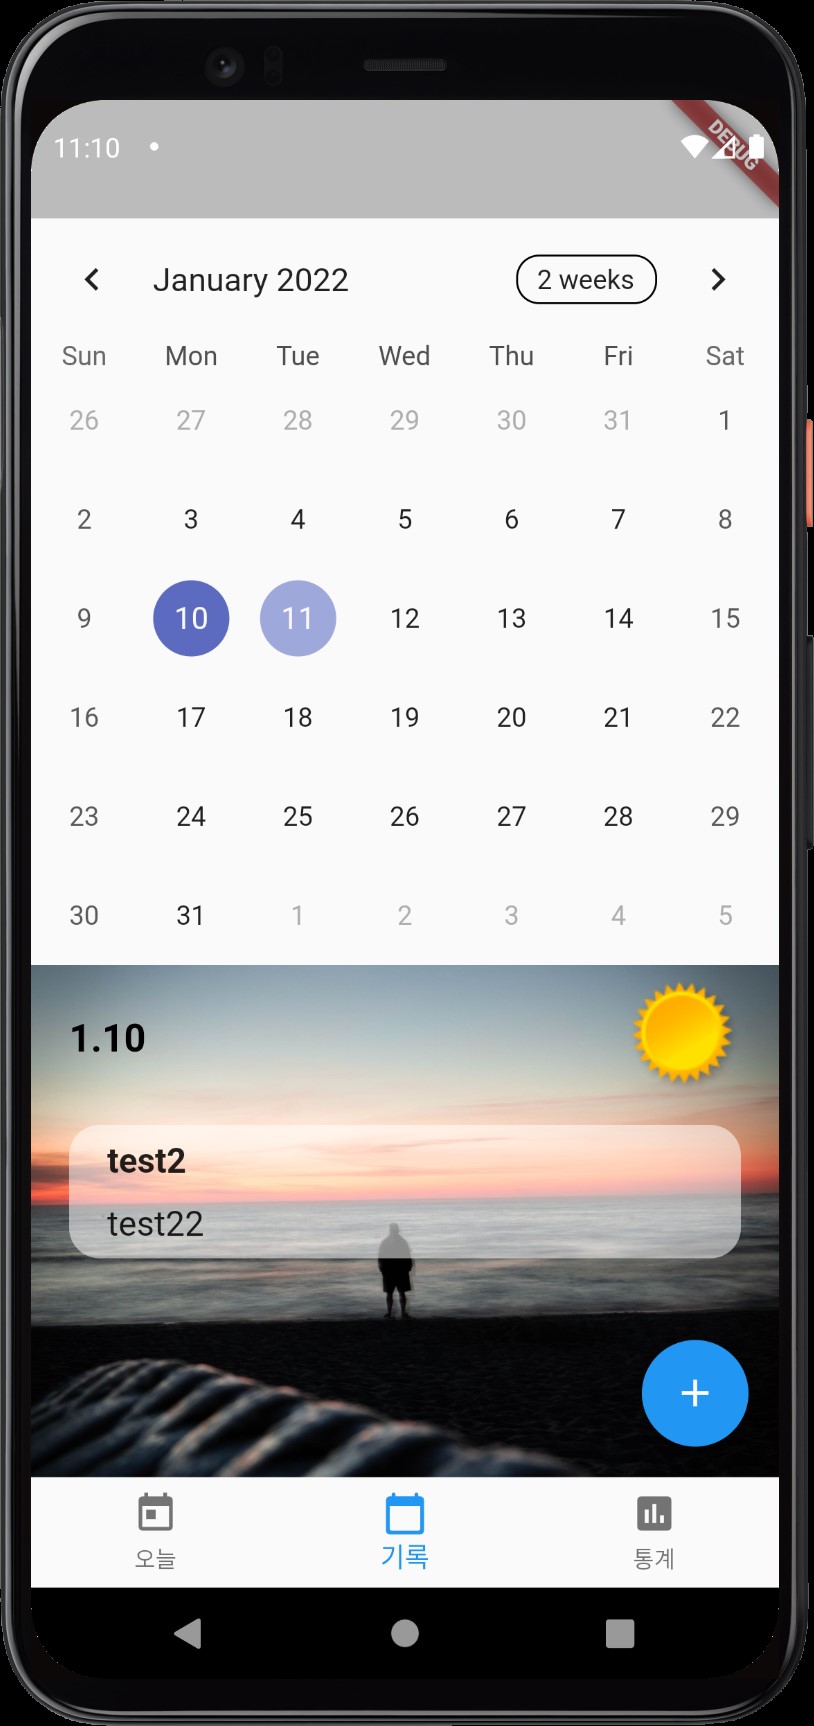 11:10
DEBUG
January 2022 2 weeks
Sun Mon Tue Wed Thu Fri Sat
26 27 28 29 30 31 1
2 3 4 5 6 7 8
9 10 11 12 13 14 15
16 17 18 19 20 21 22
23 24 25 26 27 28 29
30 31 1 2 3 4 5
1.10
test2
test22
오늘 기록 통계